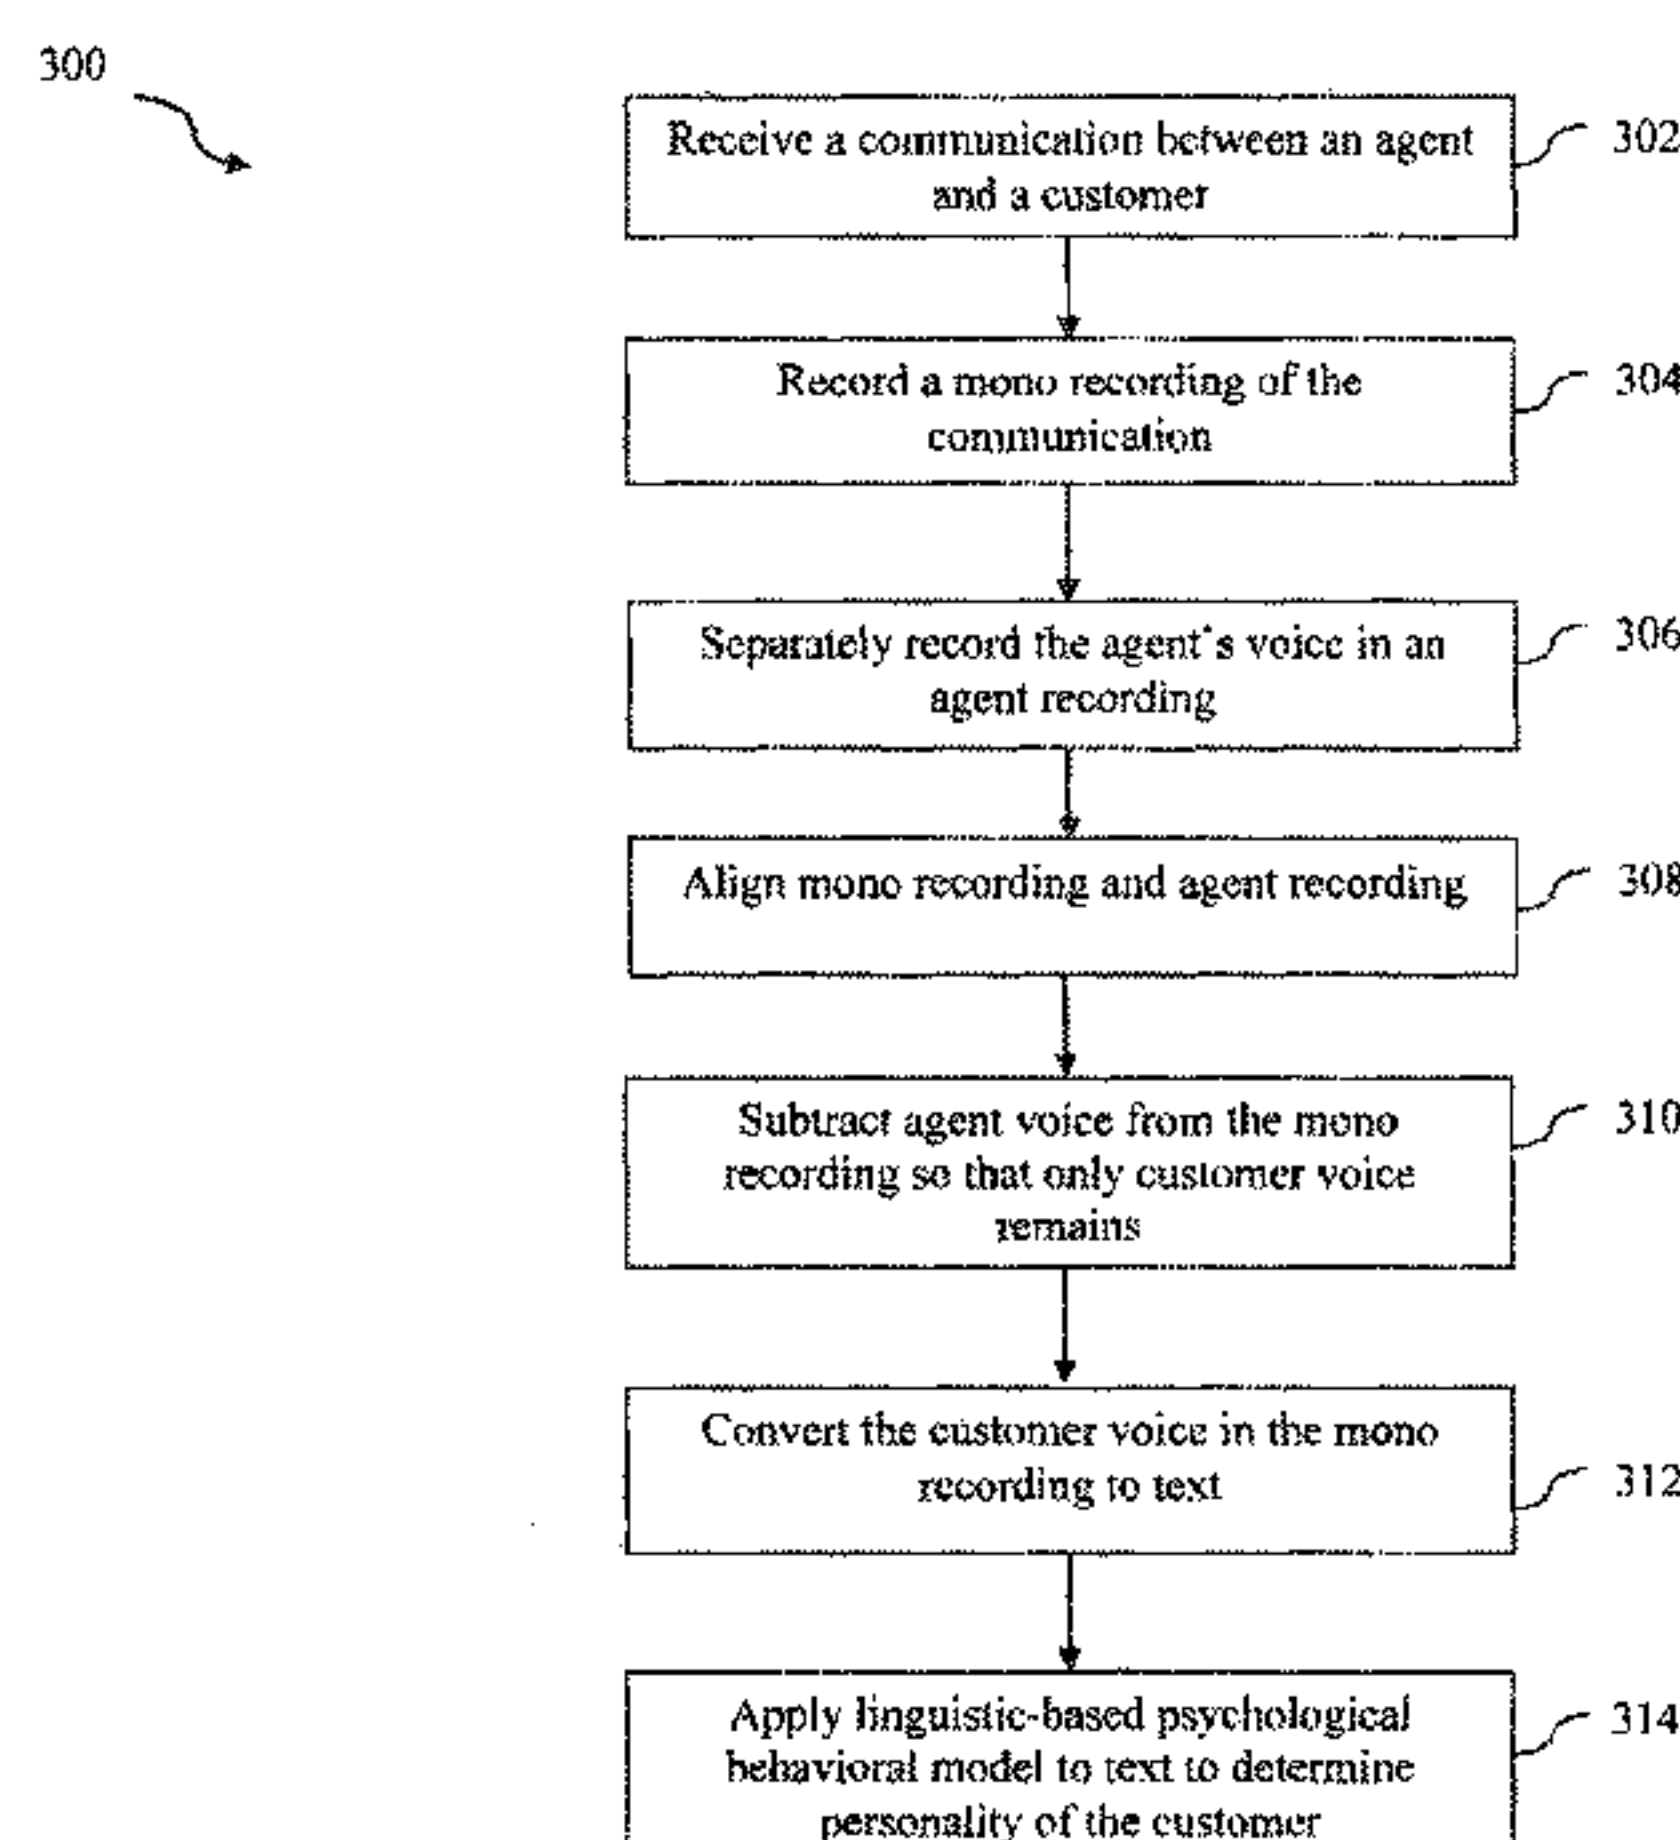 300
Receive a communication between an agent
and a customer
302
Record a mono recording of the
communication
304
Separately record the agent's voice in an
agent recording
306
Align mono recording and agent recording
308
Subtract agent voice from the mono
recording so that only customer voice
remains
310
Convert the customer voice in the mono
recording to text
312
Apply linguistic-based psychological
behavioral model to text to determine
personality of the customer
314